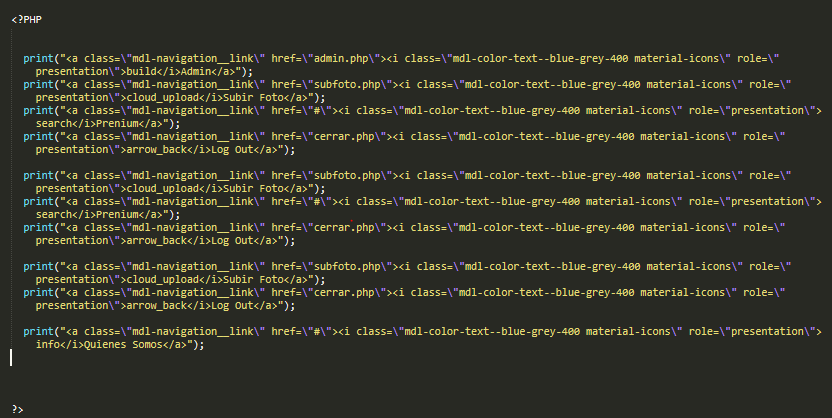 <?PHP
print("<a class=\"mdl-navigation__link\" href=\"admin.php\"><i class=\"mdl-color-text--blue-grey-400 material-icons\" role=\"
presentation\">build</i>Admin</a>");
print("<a class=\"mdl-navigation__link\" href=\"subfoto.php\"><i class=\"mdl-color-text--blue-grey-400 material-icons\" role=\"
presentation\">cloud_upload</i>Subir Foto</a>");
print("<a class=\"mdl-navigation__link\" href=\"#\"><i class=\"mdl-color-text--blue-grey-400 material-icons\" role=\"presentation\">
search</i>Prenium</a>");
print("<a class=\"mdl-navigation__link\" href=\"cerrar.php\"><i class=\"mdl-color-text--blue-grey-400 material-icons\" role=\"
presentation\">arrow_back</i>Log Out</a>");
print("<a class=\"mdl-navigation__link\" href=\"subfoto.php\"><i class=\"mdl-color-text--blue-grey-400 material-icons\" role=\"
presentation\">cloud_upload</i>Subir Foto</a>");
print("<a class=\"mdl-navigation__link\" href=\"#\"><i class=\"mdl-color-text--blue-grey-400 material-icons\" role=\"presentation\">
search</i>Prenium</a>");
print("<a class=\"mdl-navigation__link\" href=\"cerrar.php\"><i class=\"mdl-color-text--blue-grey-400 material-icons\" role=\"
presentation\">arrow_back</i>Log Out</a>");
print("<a class=\"mdl-navigation__link\" href=\"subfoto.php\"><i class=\"mdl-color-text--blue-grey-400 material-icons\" role=\"
presentation\">cloud_upload</i>Subir Foto</a>");
print("<a class=\"mdl-navigation__link\" href=\"cerrar.php\"><i class=\"mdl-color-text--blue-grey-400 material-icons\" role=\"
presentation\">arrow_back</i>Log Out</a>");
print("<a class=\"mdl-navigation__link\" href=\"#\"><i class=\"mdl-color-text--blue-grey-400 material-icons\" role=\"presentation\">
info</i>Quienes Somos</a>");
?>